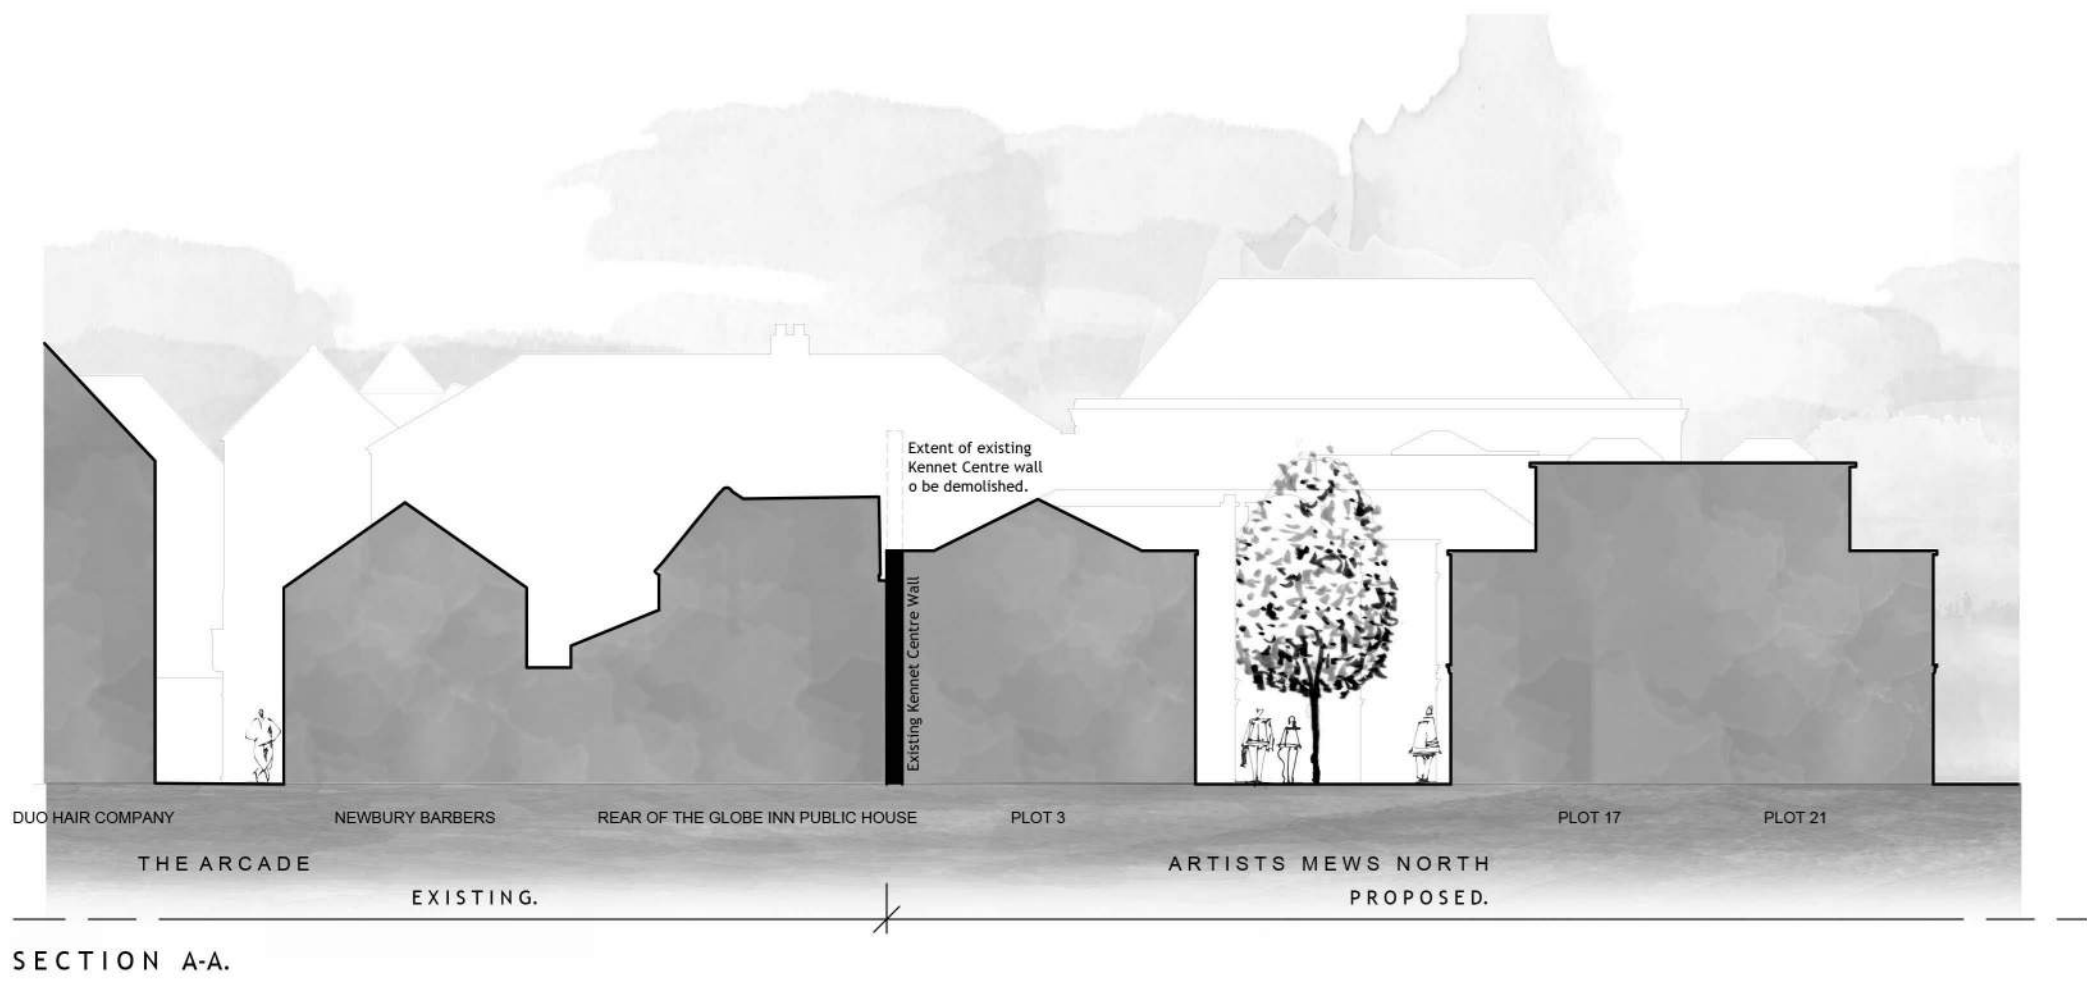 Extent of existing
Kennet Centre wall
o be demolished.
Existing Kennet Centre Wall
DUO HAIR COMPANY
NEWBURY BARBERS
REAR OF THE GLOBE INN PUBLIC HOUSE
PLOT 3
PLOT 17
PLOT 21
THE ARCADE
ARTISTS MEWS NORTH
EXISTING.
PROPOSED.
SECTION A-A.